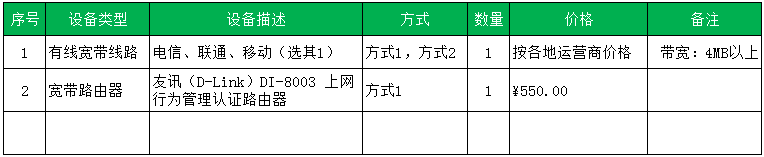 序号 设备类型 设备描述 方式 数量 价格 备注
1 有线宽带线路 电信、联通、移动（选其1） 方式1，方式2 1 按各地运营商价格 带宽：4MB以上
2 宽带路由器 友讯（D-Link）DI-8003 上网 方式1 1 ¥550.00
行为管理认证路由器